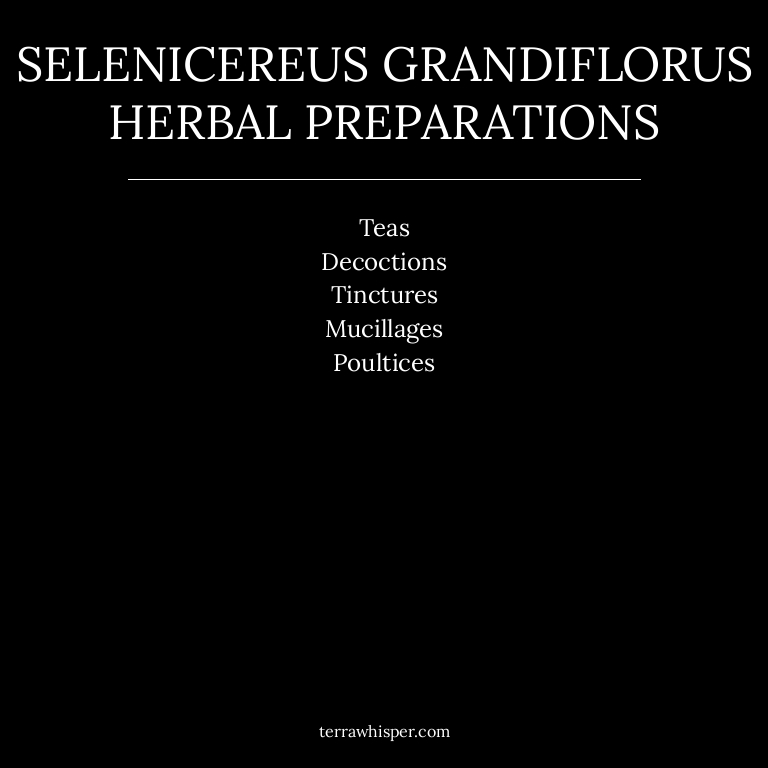 SELENICEREUS GRANDIFLORUS
HERBAL PREPARATIONS
Teas
Decoctions
Tinctures
Mucillages
Poultices
terrawhisper.com